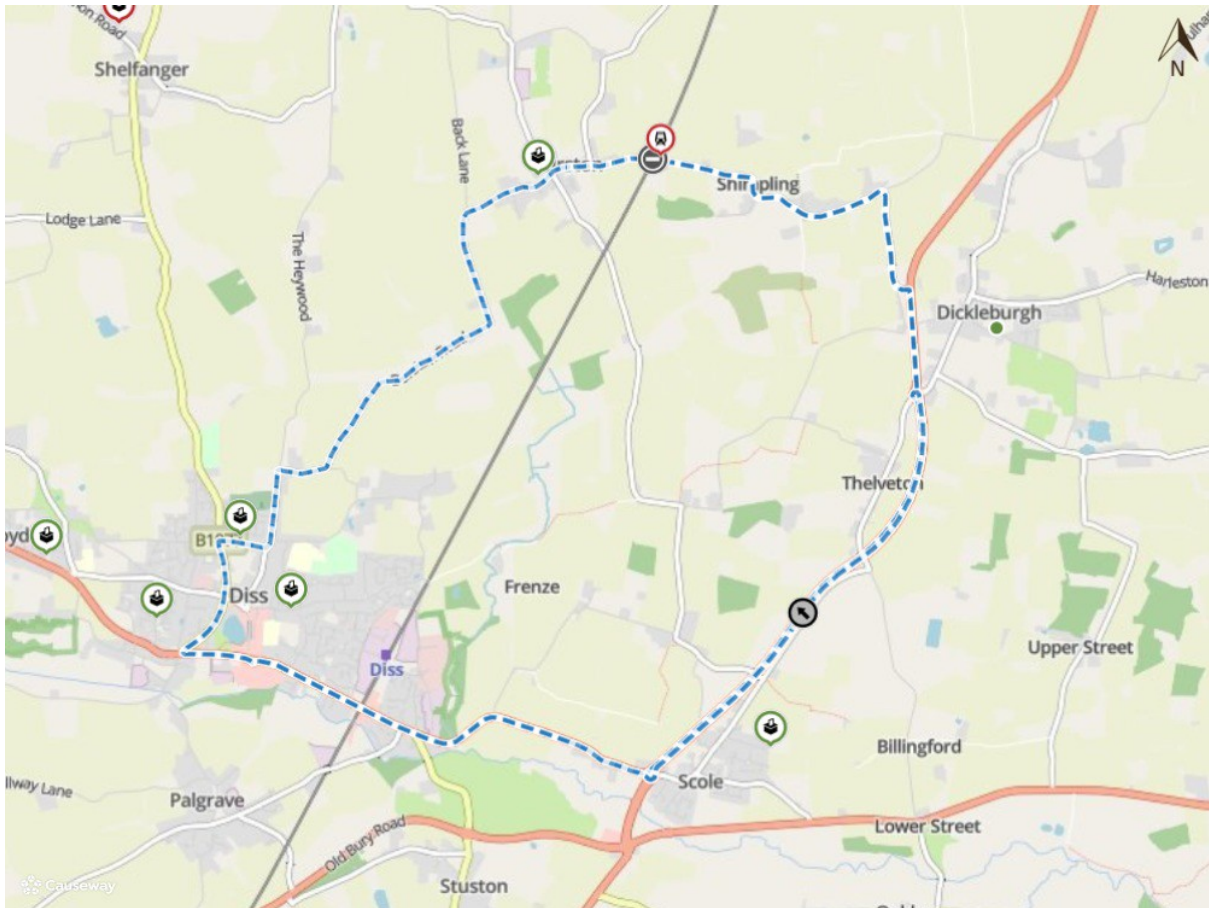 N
Shelfanger
Back Lane
Lodge Lane
The Heywood
Dickleburgh
Harleston
Thelveton
Diss
Frenze
Diss
Upper Street
Billingford
Scole
Palgrave
Lower Street
Old Bury Road
Stuston
Causeway